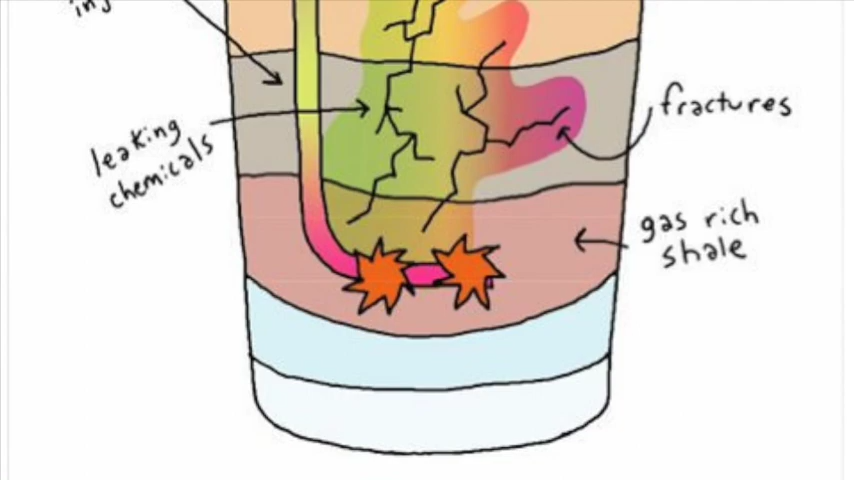 leaking
chemicals
fractures
gas rich
shale